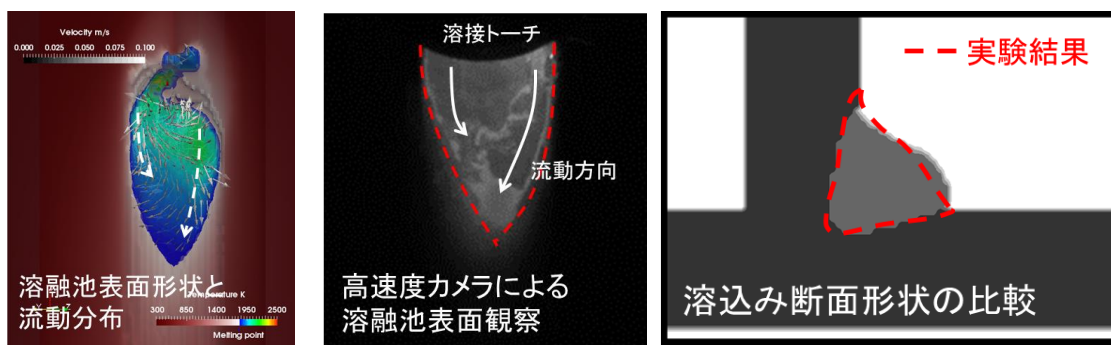 Velocity m/s
0.000 0.025 0.050 0.075 0.100
溶融池表面形状と
流動分布
Temperature K
300 850 1400 1950 2500
Melting point
溶接トーチ
流動方向
高速度カメラによる
溶融池表面観察
実験結果
溶込み断面形状の比較